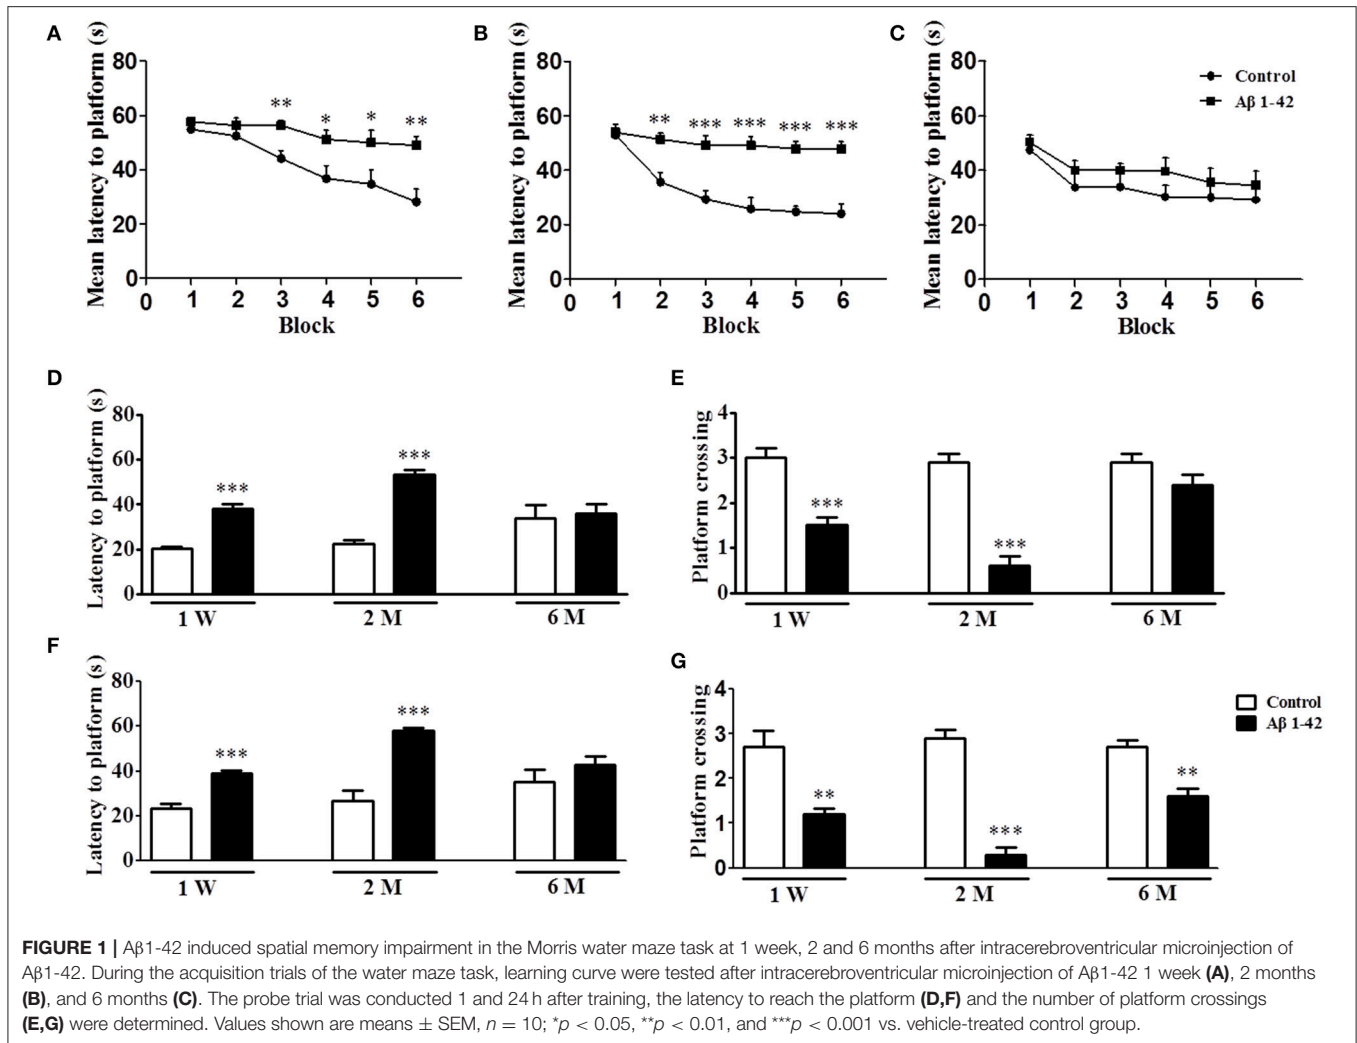 A
Mean latency to platform (s)
80
60
40
20
0
** * * **
0 1 2 3 4 5 6
Block
B
Mean latency to platform (s)
80
60
40
20
0
** *** *** *** ***
0 1 2 3 4 5 6
Block
C
Mean latency to platform (s)
80
60
40
20
0
0 1 2 3 4 5 6
Block
Control
Aβ 1-42
D
Latency to platform (s)
80
60
40
20
0
*** ***
1 W 2 M 6 M
E
Platform crossing
4
3
2
1
0
*** ***
1 W 2 M 6 M
F
Latency to platform (s)
80
60
40
20
0
*** ***
1 W 2 M 6 M
G
Platform crossing
4
3
2
1
0
** *** **
1 W 2 M 6 M
Control
Aβ 1-42
FIGURE 1 | Aβ1-42 induced spatial memory impairment in the Morris water maze task at 1 week, 2 and 6 months after intracerebroventricular microinjection of
Aβ1-42. During the acquisition trials of the water maze task, learning curve were tested after intracerebroventricular microinjection of Aβ1-42 1 week (A), 2 months
(B), and 6 months (C). The probe trial was conducted 1 and 24 h after training, the latency to reach the platform (D,F) and the number of platform crossings
(E,G) were determined. Values shown are means ± SEM, n = 10; *p < 0.05, **p < 0.01, and ***p < 0.001 vs. vehicle-treated control group.